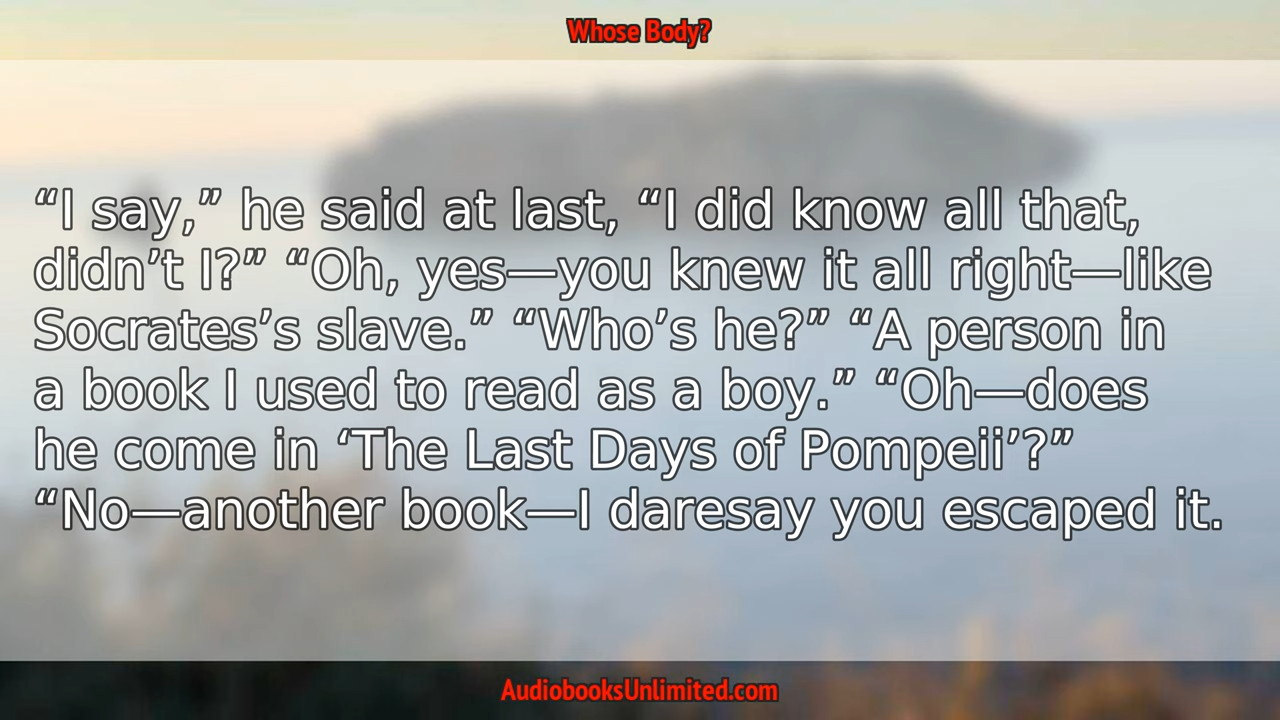 Whose Body?
“I say,” he said at last, “I did know all that,
didn’t I?” “Oh, yes—you knew it all right—like
Socrates’s slave.” “Who’s he?” “A person in
a book I used to read as a boy.” “Oh—does
he come in ‘The Last Days of Pompeii’?”
“No—another book—I daresay you escaped it.
AudiobooksUnlimited.com